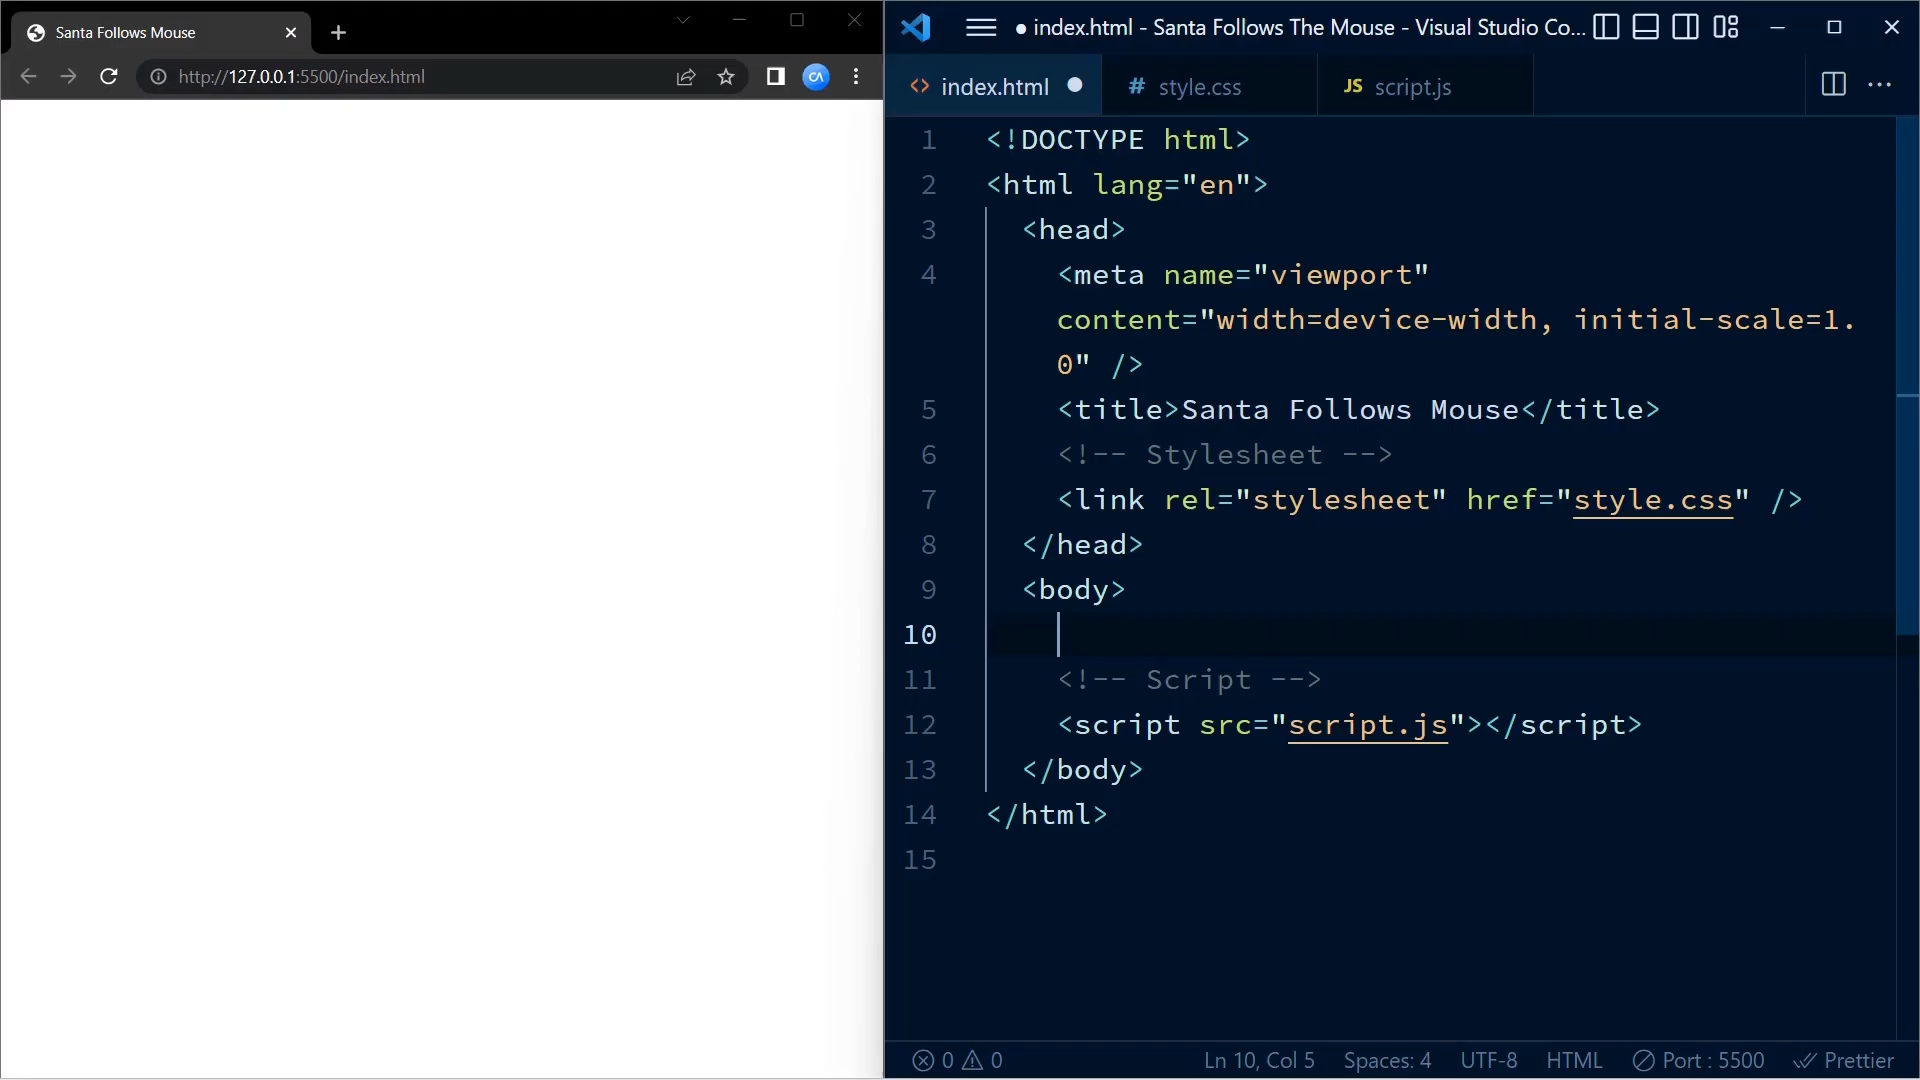 Santa Follows Mouse
http://127.0.0.1:5500/index.html
CA
● index.html - Santa Follows The Mouse - Visual Studio Co...
index.html
# style.css
JS script.js
1 <!DOCTYPE html>
2 <html lang="en">
3 <head>
4 <meta name="viewport"
content="width=device-width, initial-scale=1.
0" />
5 <title>Santa Follows Mouse</title>
6 <!-- Stylesheet -->
7 <link rel="stylesheet" href="style.css" />
8 </head>
9 <body>
10
11 <!-- Script -->
12 <script src="script.js"></script>
13 </body>
14 </html>
15
0 0 Ln 10, Col 5 Spaces: 4 UTF-8 HTML Port : 5500 Prettier